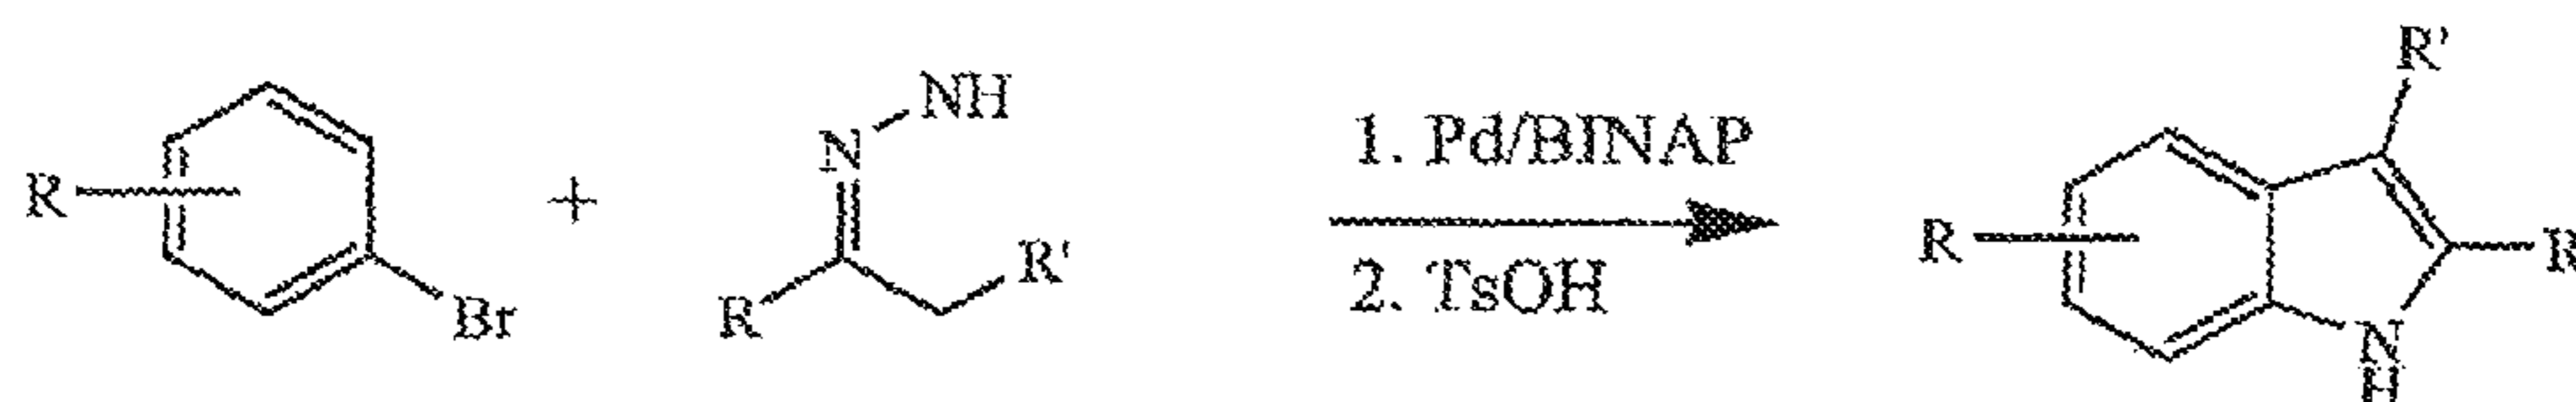 R
Br
+
N
NH
R
R'
1. Pd/BINAP
2. TsOH
R
R'
R
N
H